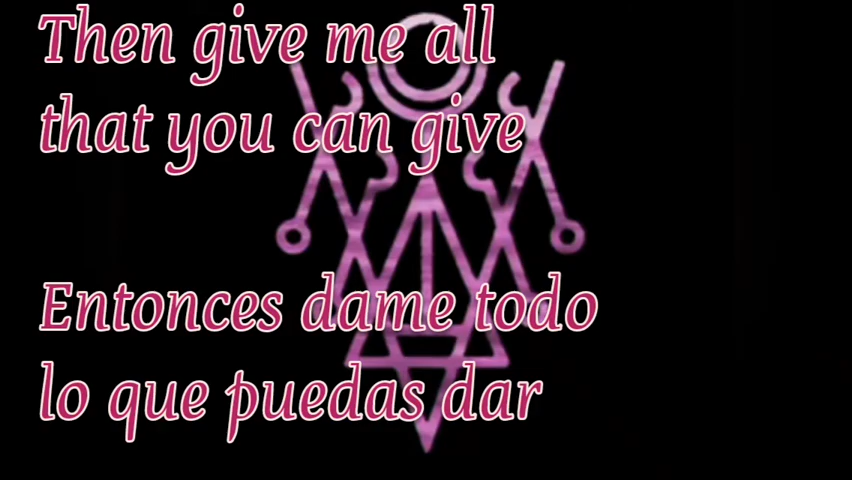 Then give me all
that you can give
Entonces dame todo
lo que puedas dar